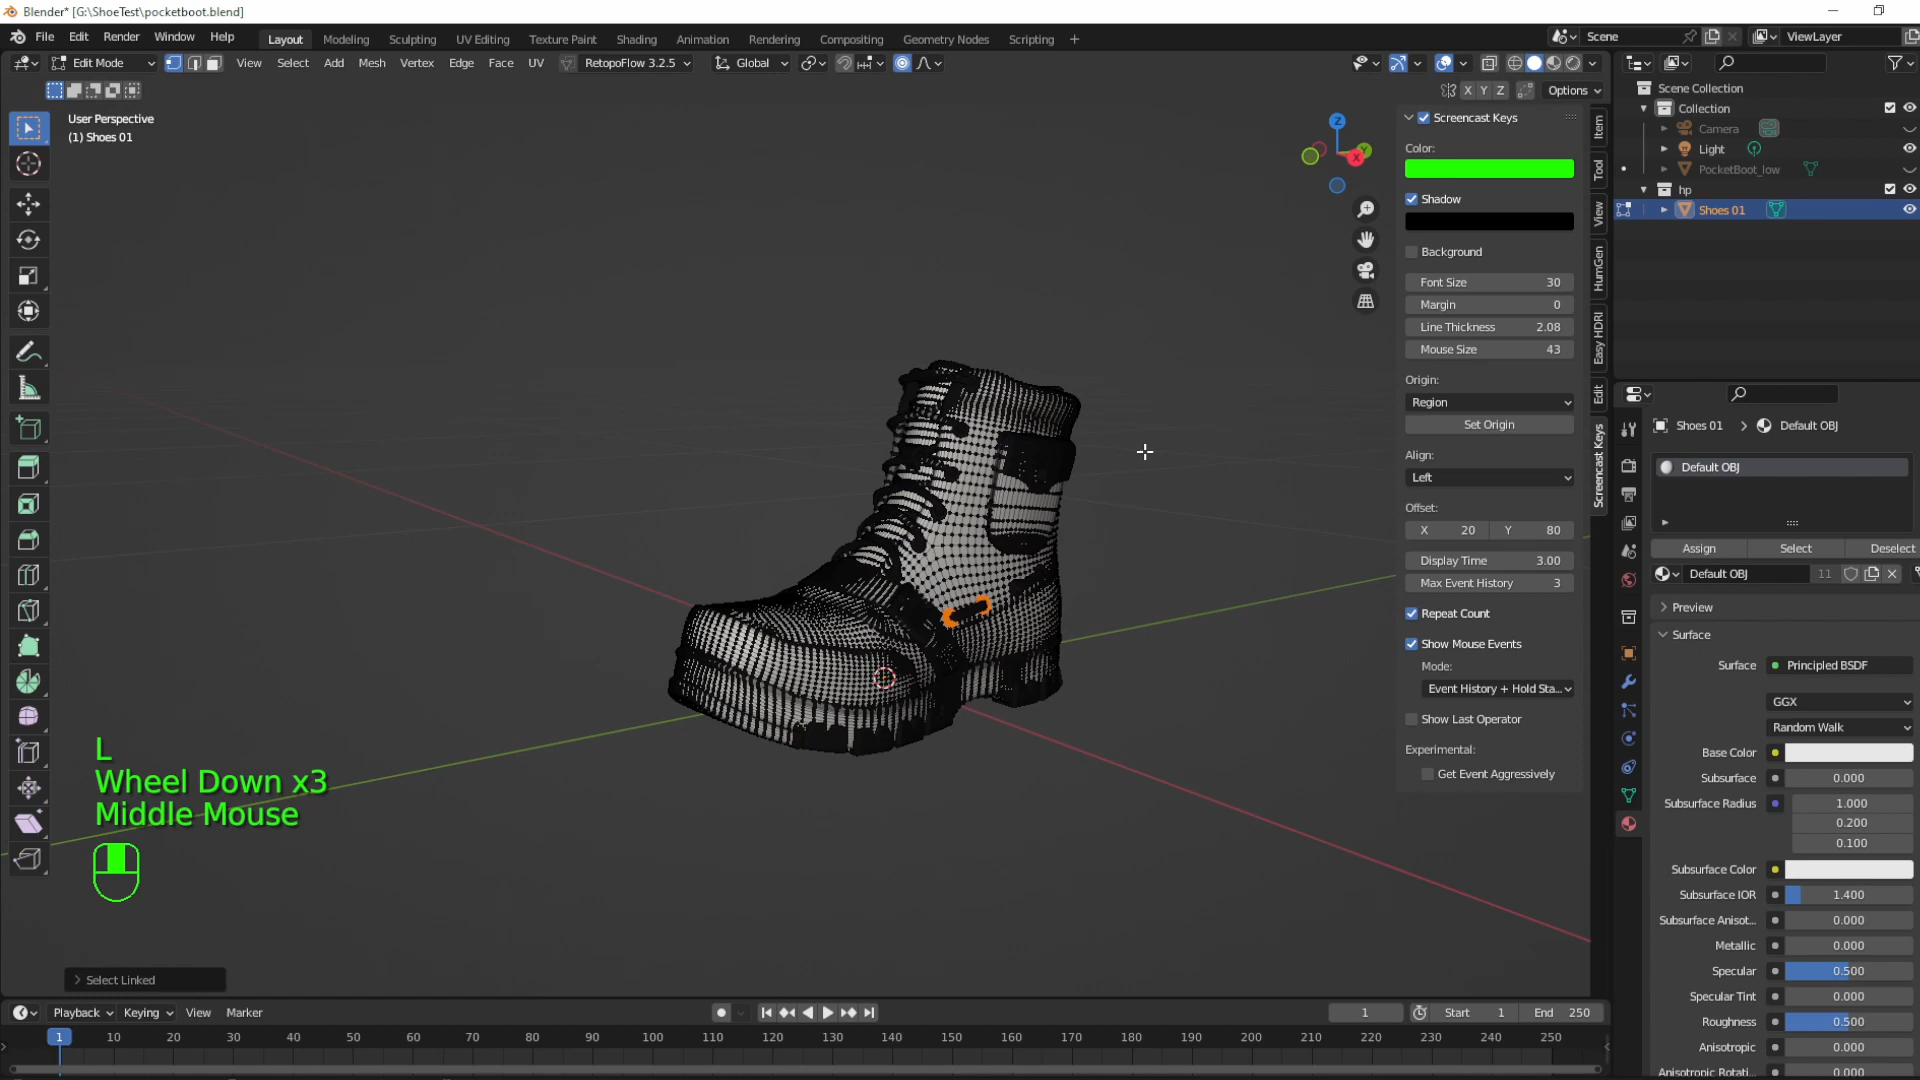 Blender* [G:\ShoeTest\pocketboot.blend]
File Edit Render Window Help Layout Modeling Sculpting UV Editing Texture Paint Shading Animation Rendering Compositing Geometry Nodes Scripting + Scene ViewLayer
Edit Mode View Select Add Mesh Vertex Edge Face UV RetopoFlow 3.2.5 Global
X Y Z Options
User Perspective
(1) Shoes 01
Z
Y
X
Screencast Keys
Color:
Shadow
Background
Font Size 30
Margin 0
Line Thickness 2.08
Mouse Size 43
Origin:
Region
Set Origin
Align:
Left
Offset:
X 20 Y 80
Display Time 3.00
Max Event History 3
Repeat Count
Show Mouse Events
Mode:
Event History + Hold Sta...
Show Last Operator
Experimental:
Get Event Aggressively
Item
Tool
View
HumGen
Easy HDRI
Edit
Screencast Keys
Scene Collection
Collection
Camera
Light
PocketBoot_low
hp
Shoes 01
Shoes 01 > Default OBJ
Default OBJ
Assign Select Deselect
Default OBJ 11
Preview
Surface
Surface Principled BSDF
GGX
Random Walk
Base Color
Subsurface 0.000
Subsurface Radius 1.000
0.200
0.100
Subsurface Color
Subsurface IOR 1.400
Subsurface Anisot... 0.000
Metallic 0.000
Specular 0.500
Specular Tint 0.000
Roughness 0.500
Anisotropic 0.000
Anisotropic Rotati... 0.000
L
Wheel Down x3
Middle Mouse
Select Linked
Playback Keying View Marker 1 Start 1 End 250
1 10 20 30 40 50 60 70 80 90 100 110 120 130 140 150 160 170 180 190 200 210 220 230 240 250